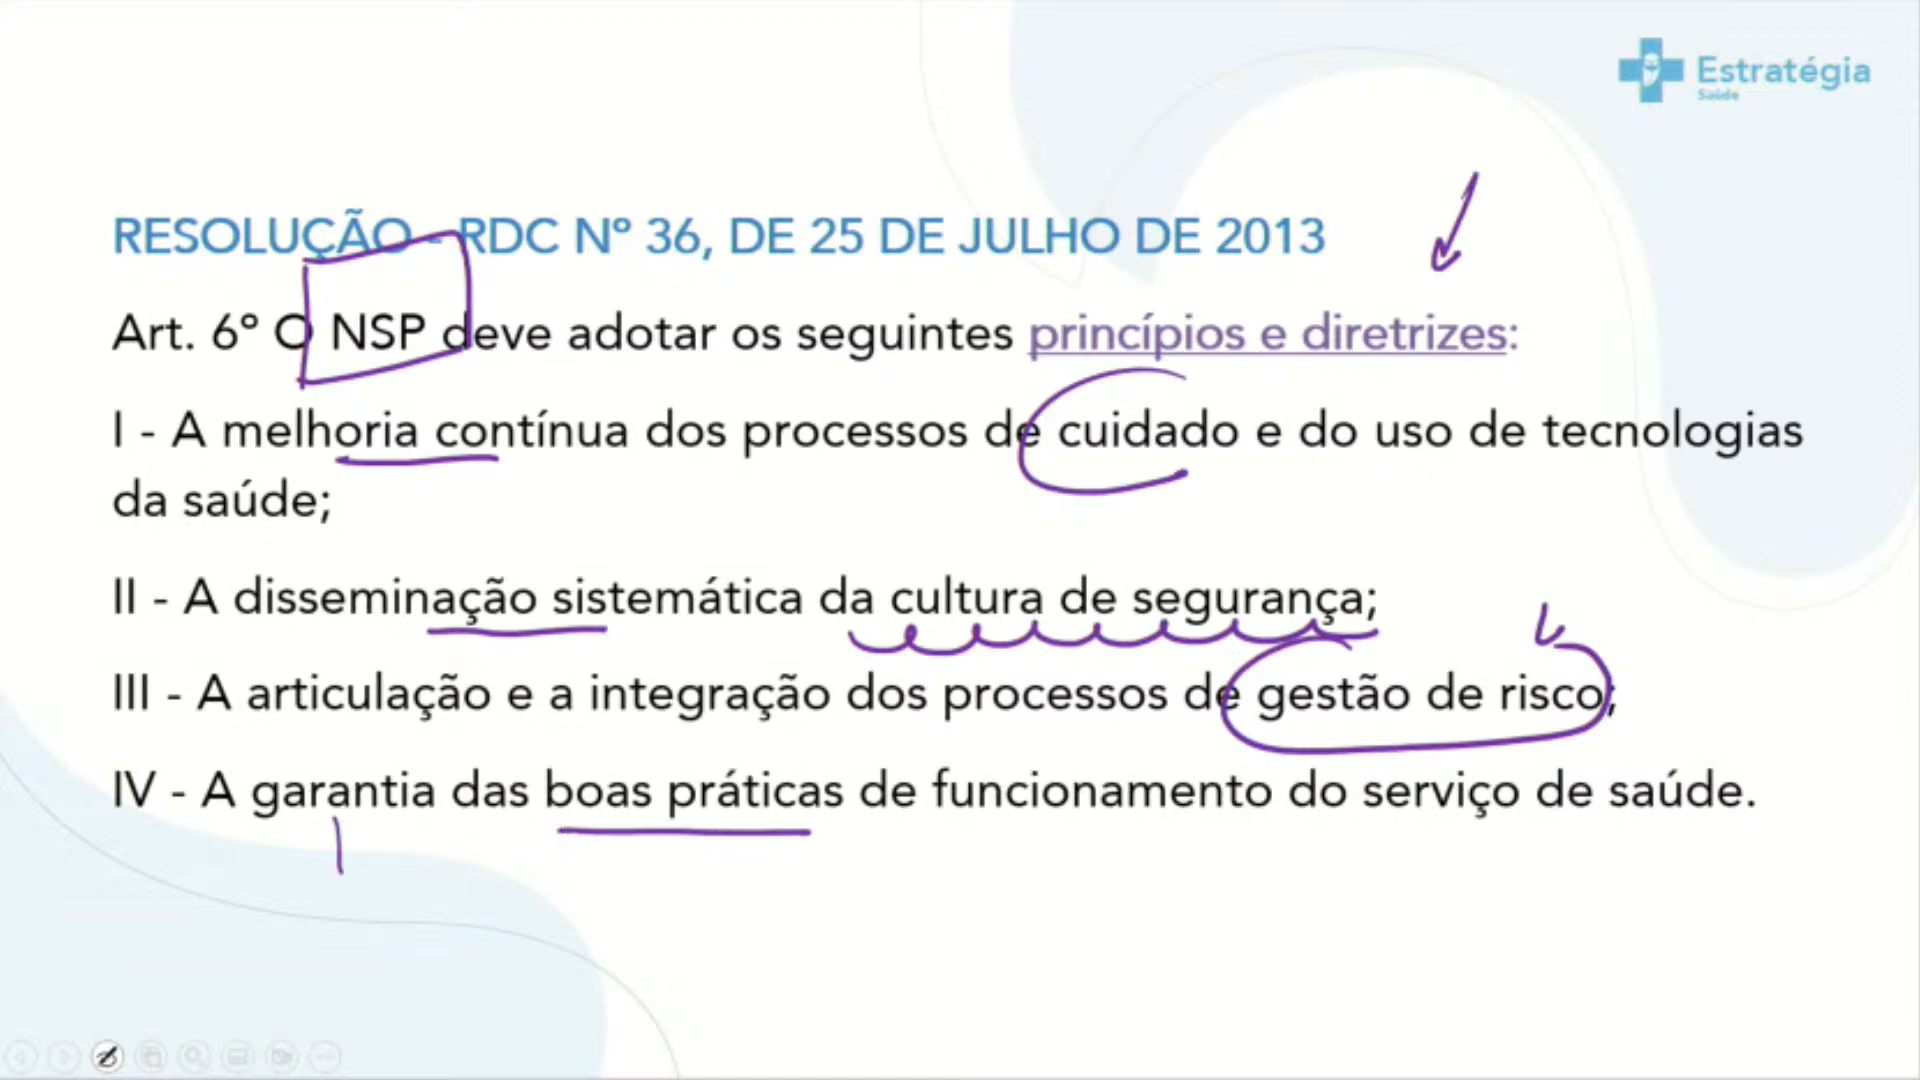 Estratégia
Saúde
RESOLUÇÃO - RDC Nº 36, DE 25 DE JULHO DE 2013
Art. 6º O NSP deve adotar os seguintes princípios e diretrizes:
I - A melhoria contínua dos processos de cuidado e do uso de tecnologias
da saúde;
II - A disseminação sistemática da cultura de segurança;
III - A articulação e a integração dos processos de gestão de risco;
IV - A garantia das boas práticas de funcionamento do serviço de saúde.